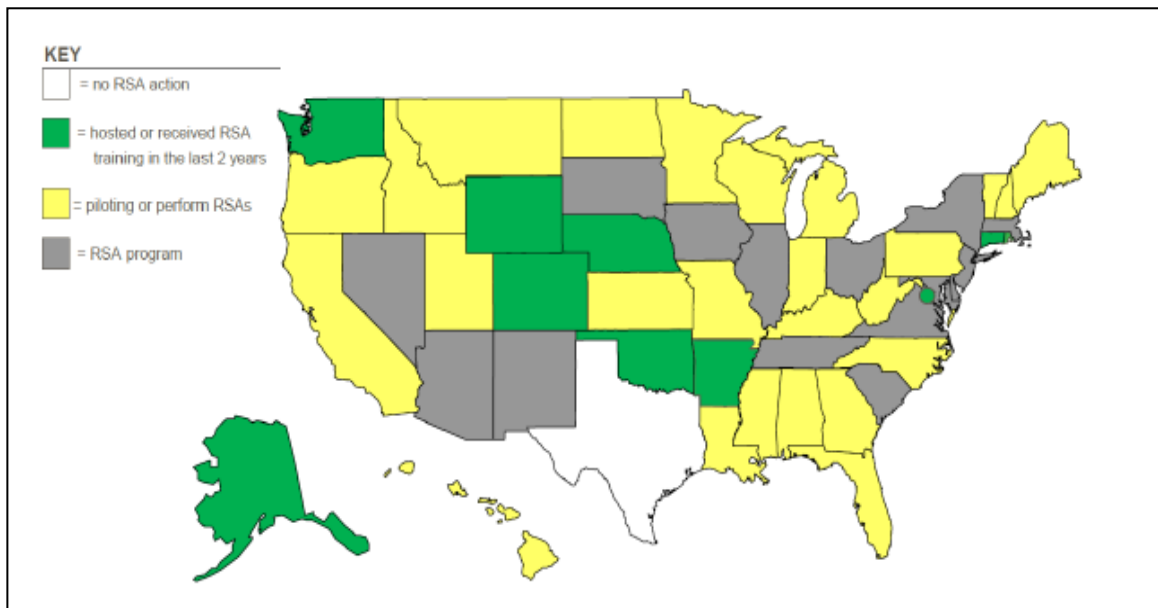 KEY
= no RSA action
= hosted or received RSA
training in the last 2 years
= piloting or perform RSAs
= RSA program